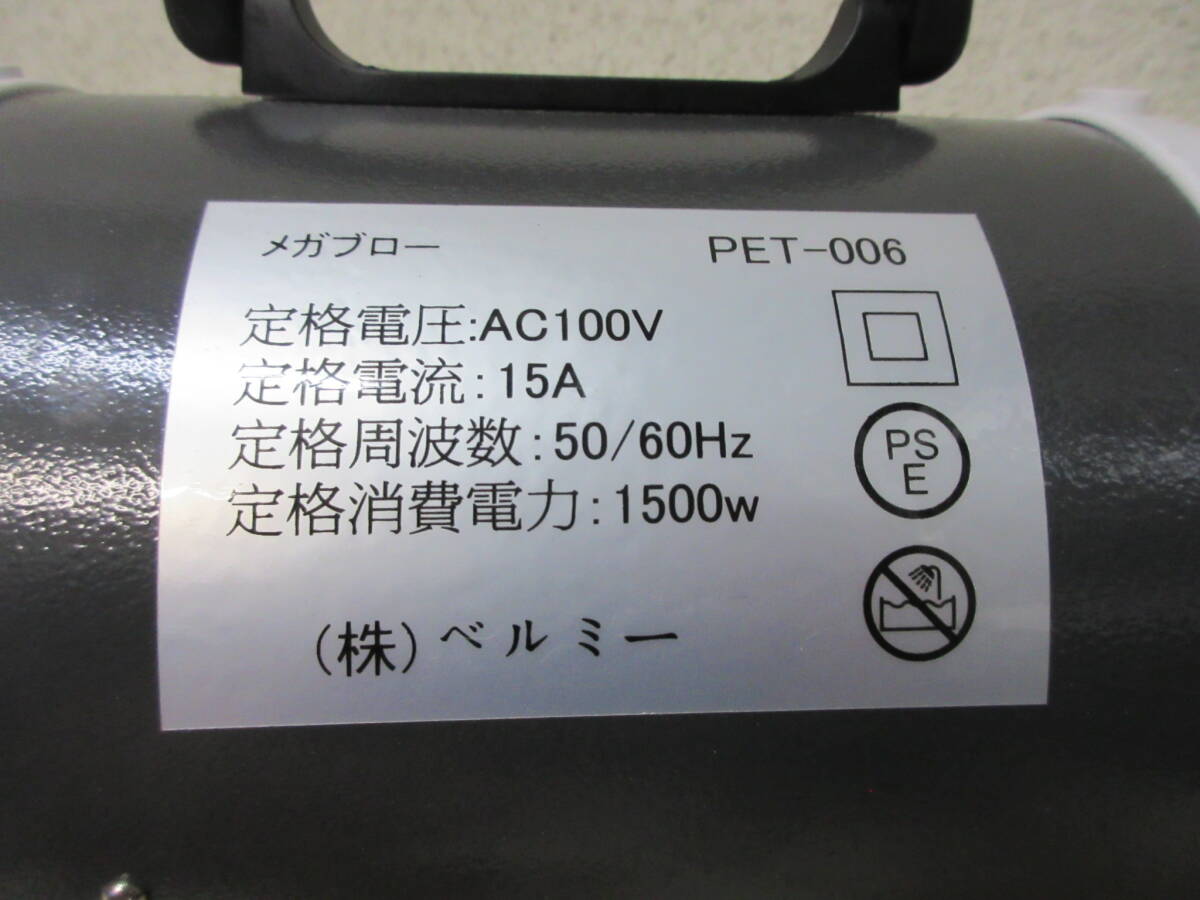 メガブロー PET-006
定格電圧:AC100V
定格電流:15A
定格周波数:50/60Hz
定格消費電力:1500w
PS
E
(株)ベルミー